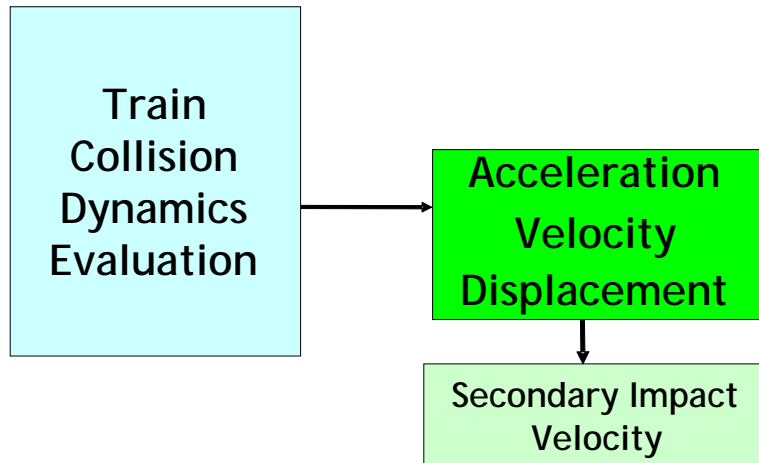 Train
Collision
Dynamics
Evaluation
Acceleration
Velocity
Displacement
Secondary Impact
Velocity